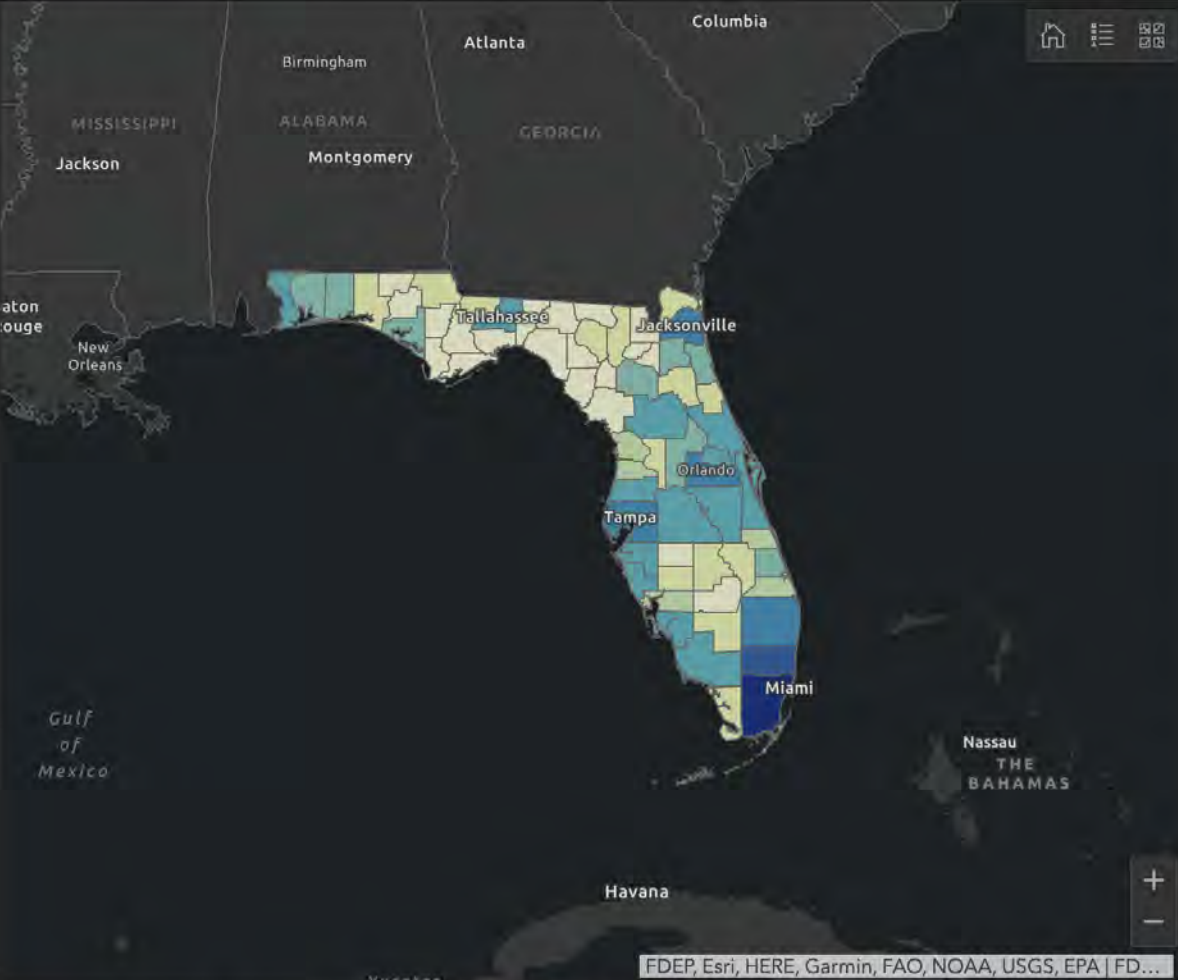 Columbia
Atlanta
Birmingham
MISSISSIPPI
ALABAMA
GEORGIA
Jackson
Montgomery
aton
ouge
Tallahassee
Jacksonville
New
Orleans
Orlando
Tampa
Miami
Gulf
of
Mexico
Nassau
THE
BAHAMAS
Havana
FDEP, Esri, HERE, Garmin, FAO, NOAA, USGS, EPA | FD....